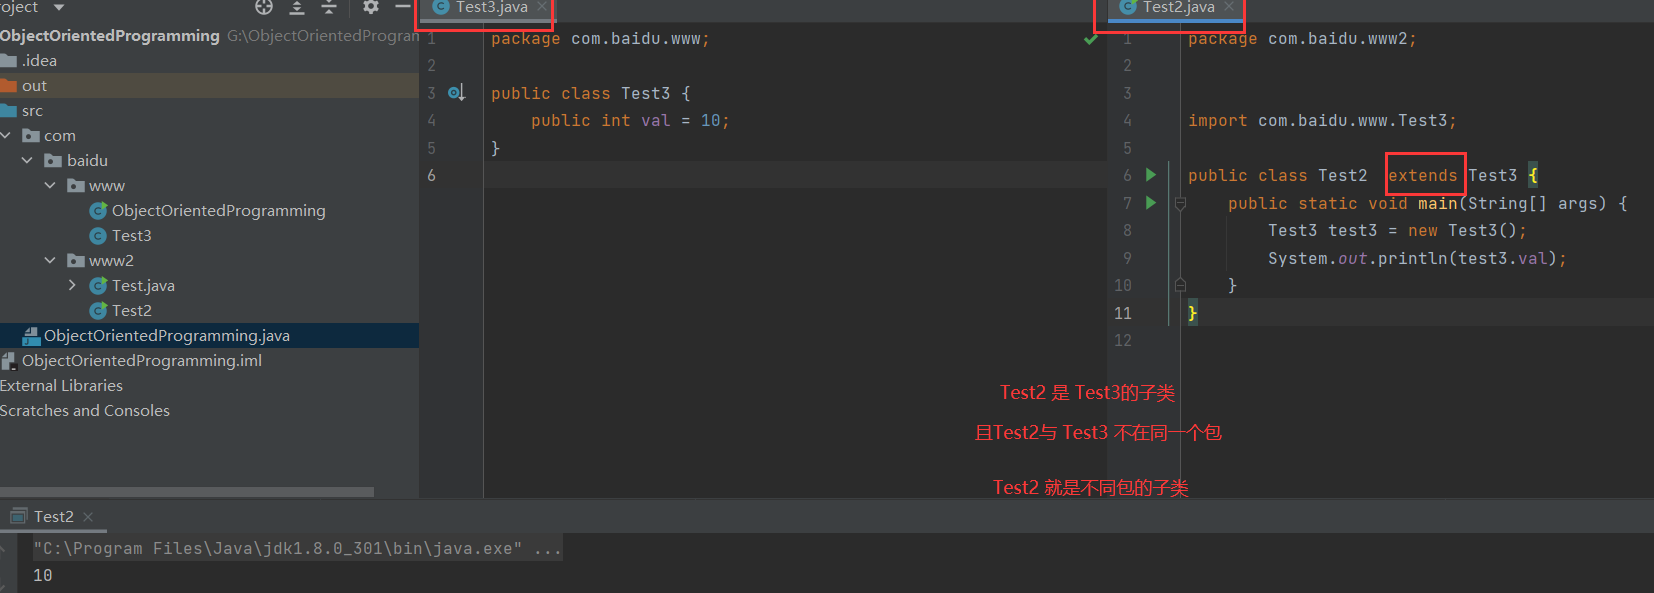 roject
ObjectOrientedProgramming G:\ObjectOrientedProgram
.idea
out
src
com
baidu
www
ObjectOrientedProgramming
Test3
www2
Test.java
Test2
ObjectOrientedProgramming.java
ObjectOrientedProgramming.iml
External Libraries
Scratches and Consoles
Test3.java
1 package com.baidu.www;
2
3 public class Test3 {
4 public int val = 10;
5 }
6
Test2.java
1 package com.baidu.www2;
2
3
4 import com.baidu.www.Test3;
5
6 public class Test2 extends Test3 {
7 public static void main(String[] args) {
8 Test3 test3 = new Test3();
9 System.out.println(test3.val);
10 }
11 }
12
Test2 是 Test3的子类
且Test2与 Test3 不在同一个包
Test2 就是不同包的子类
Test2
"C:\Program Files\Java\jdk1.8.0_301\bin\java.exe" ...
10